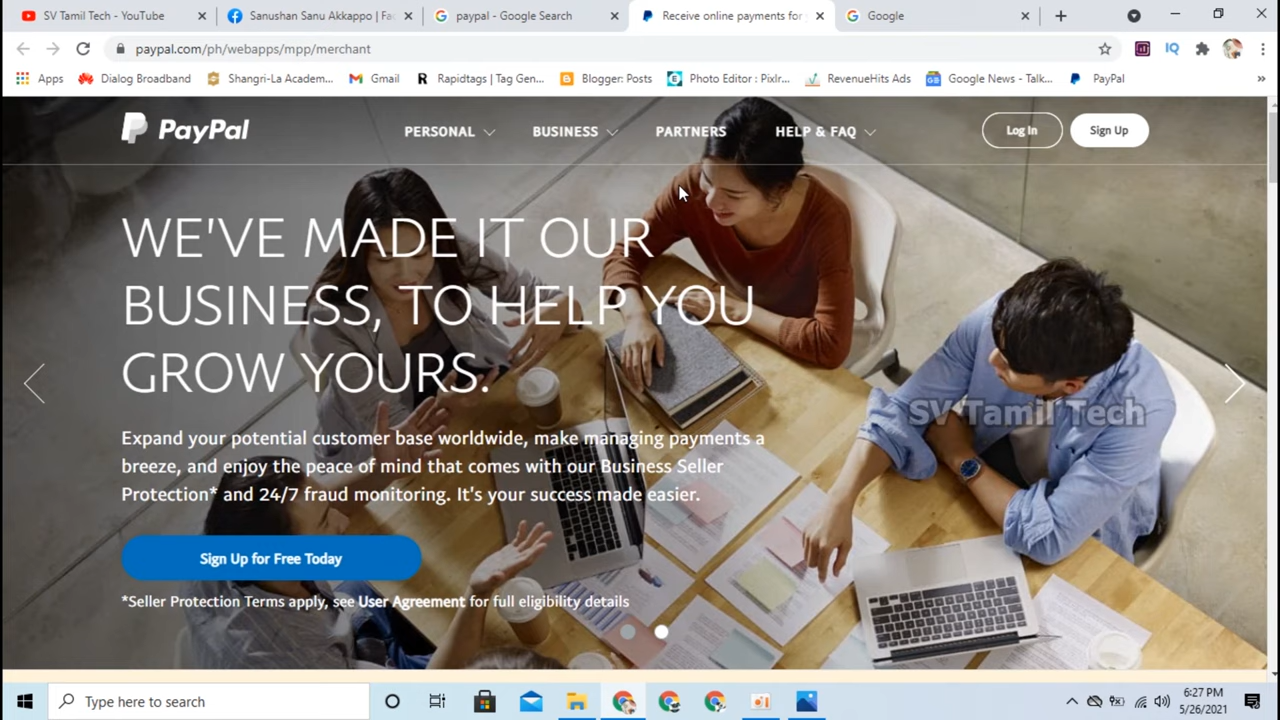 SV Tamil Tech - YouTube
Sanushan Sanu Akkappo | Fac
paypal - Google Search
Receive online payments for
Google
paypal.com/ph/webapps/mpp/merchant
Apps
Dialog Broadband
Shangri-La Academ...
Gmail
Rapidtags | Tag Gen...
Blogger: Posts
Photo Editor : Pixlr...
RevenueHits Ads
Google News - Talk...
PayPal
PayPal
PERSONAL
BUSINESS
PARTNERS
HELP & FAQ
Log In
Sign Up
WE'VE MADE IT OUR
BUSINESS, TO HELP YOU
GROW YOURS.
SV Tamil Tech
Expand your potential customer base worldwide, make managing payments a
breeze, and enjoy the peace of mind that comes with our Business Seller
Protection* and 24/7 fraud monitoring. It's your success made easier.
Sign Up for Free Today
*Seller Protection Terms apply, see User Agreement for full eligibility details
Type here to search
6:27 PM
5/26/2021